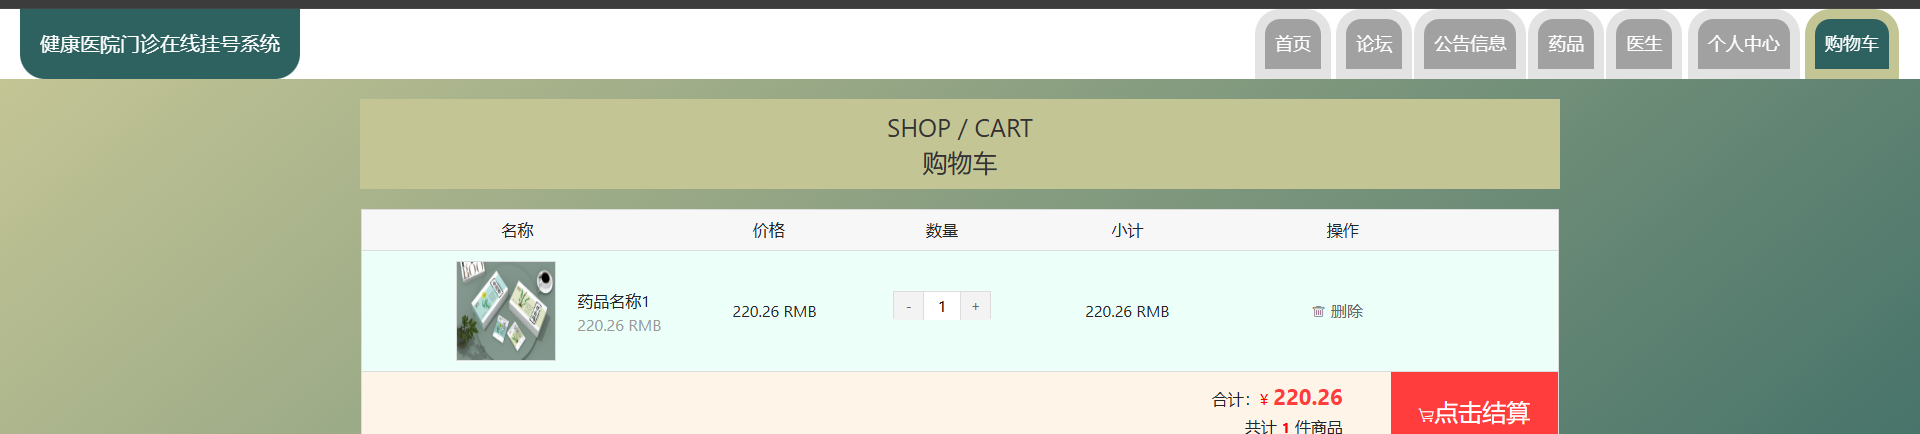 健康医院门诊在线挂号系统
首页 论坛 公告信息 药品 医生 个人中心 购物车
SHOP / CART
购物车
名称 价格 数量 小计 操作
药品名称1
220.26 RMB
220.26 RMB - 1 + 220.26 RMB 删除
合计：¥ 220.26
共计 1 件商品
点击结算